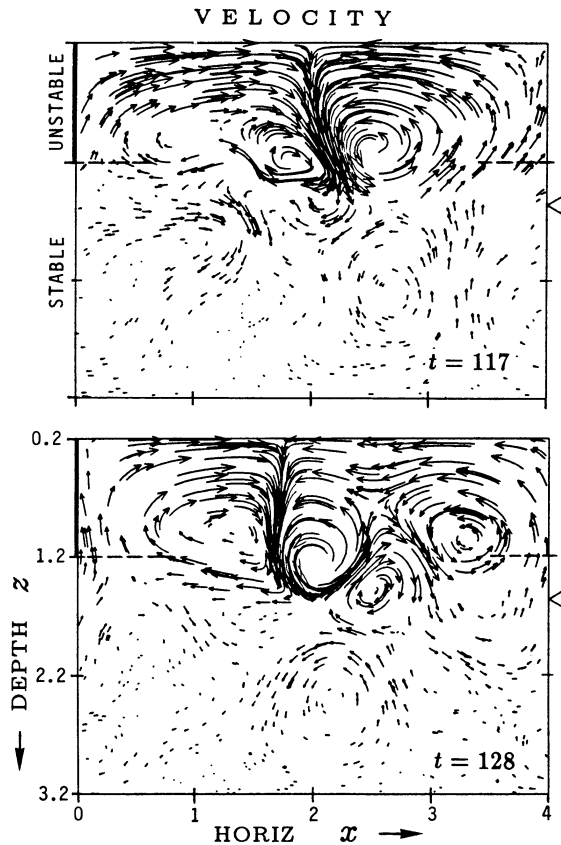 VELOCITY
UNSTABLE
STABLE
t = 117
0.2
1.2
2.2
3.2
DEPTH z
t = 128
0 1 2 3 4
HORIZ x